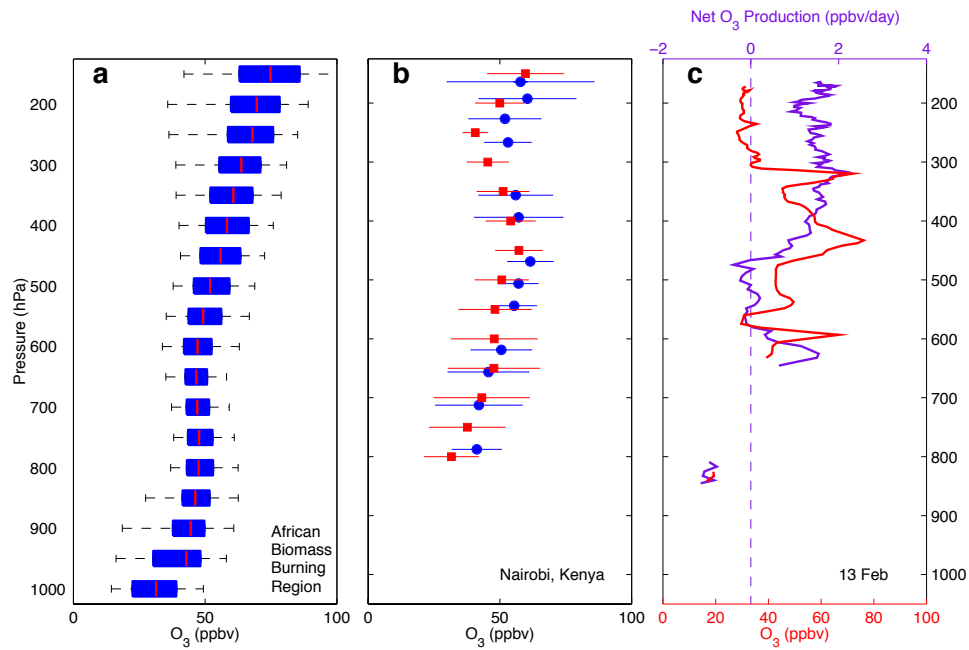 Net O3 Production (ppbv/day)
−2 0 2 4
a b c
200 200
300 300
400 400
500 500
600 600
700 700
800 800
900 900
1000 1000
Pressure (hPa)
African
Biomass
Burning
Region
Nairobi, Kenya
13 Feb
0 50 100
0 50 100
0 20 40 60 80 100
O3 (ppbv)
O3 (ppbv)
O3 (ppbv)